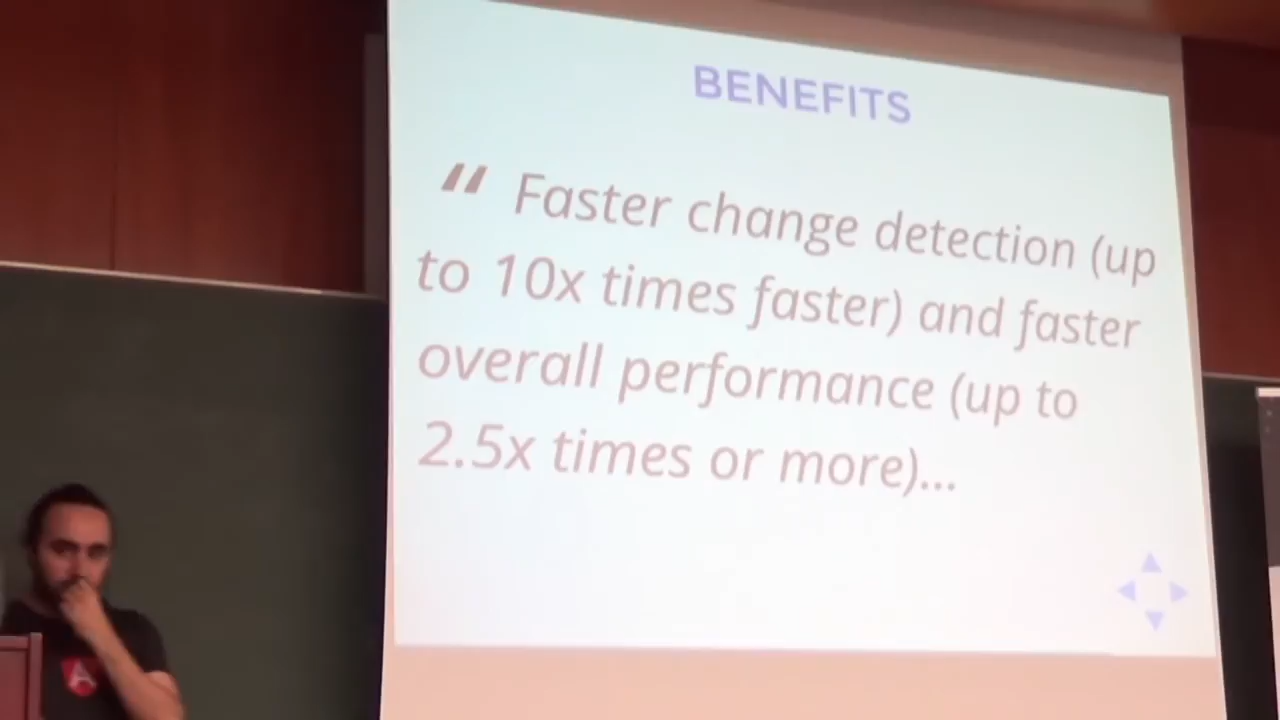 BENEFITS
“ Faster change detection (up
to 10x times faster) and faster
overall performance (up to
2.5x times or more)...
A